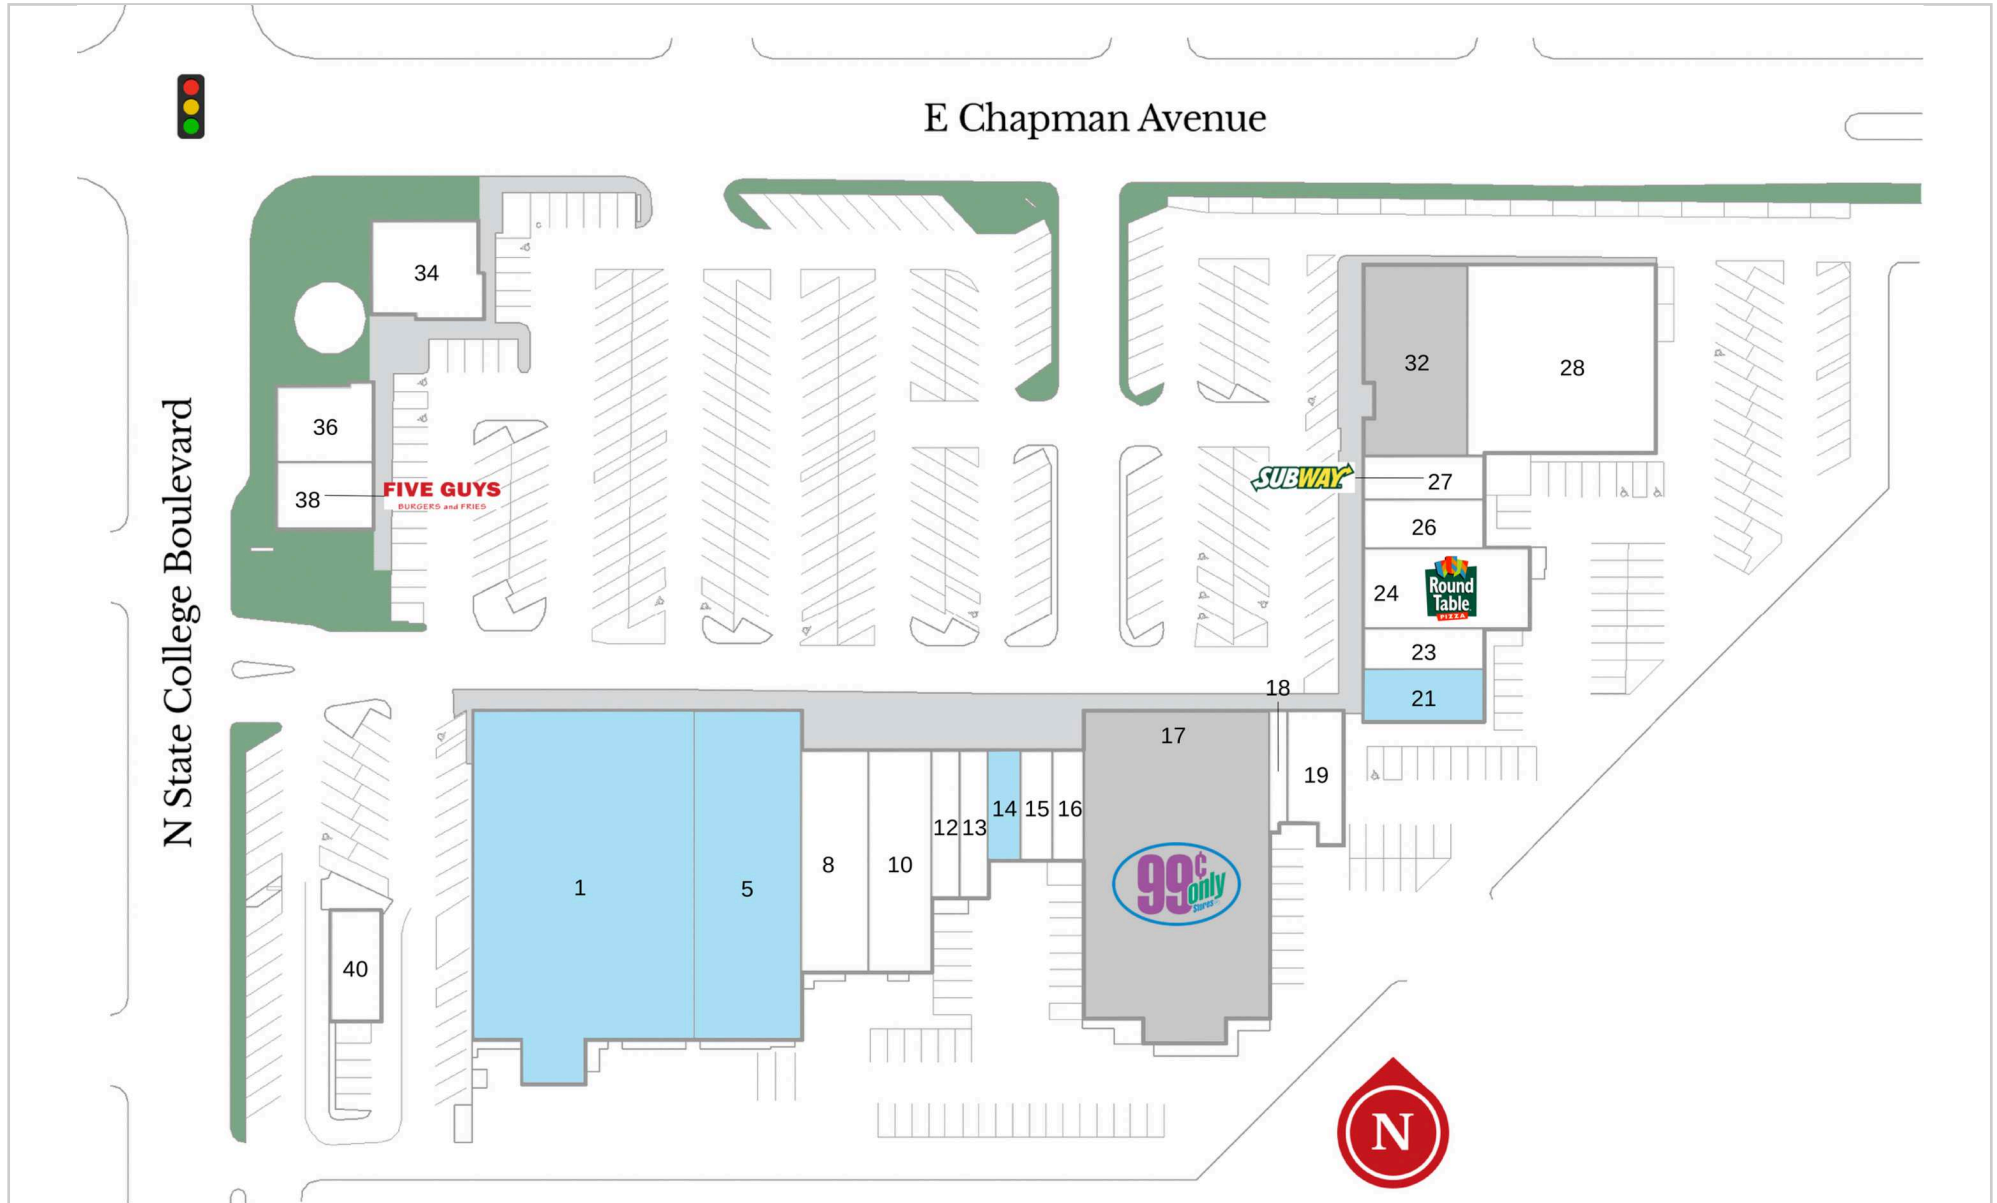 E Chapman Avenue
34
32
28
36
N State College Boulevard
SUBWAY
27
38
FIVE GUYS
BURGERS and FRIES
26
24
Round
Table
PIZZA
23
18
21
17
19
14
15
16
12
13
8
10
1
5
99¢
only
Stores
40
N